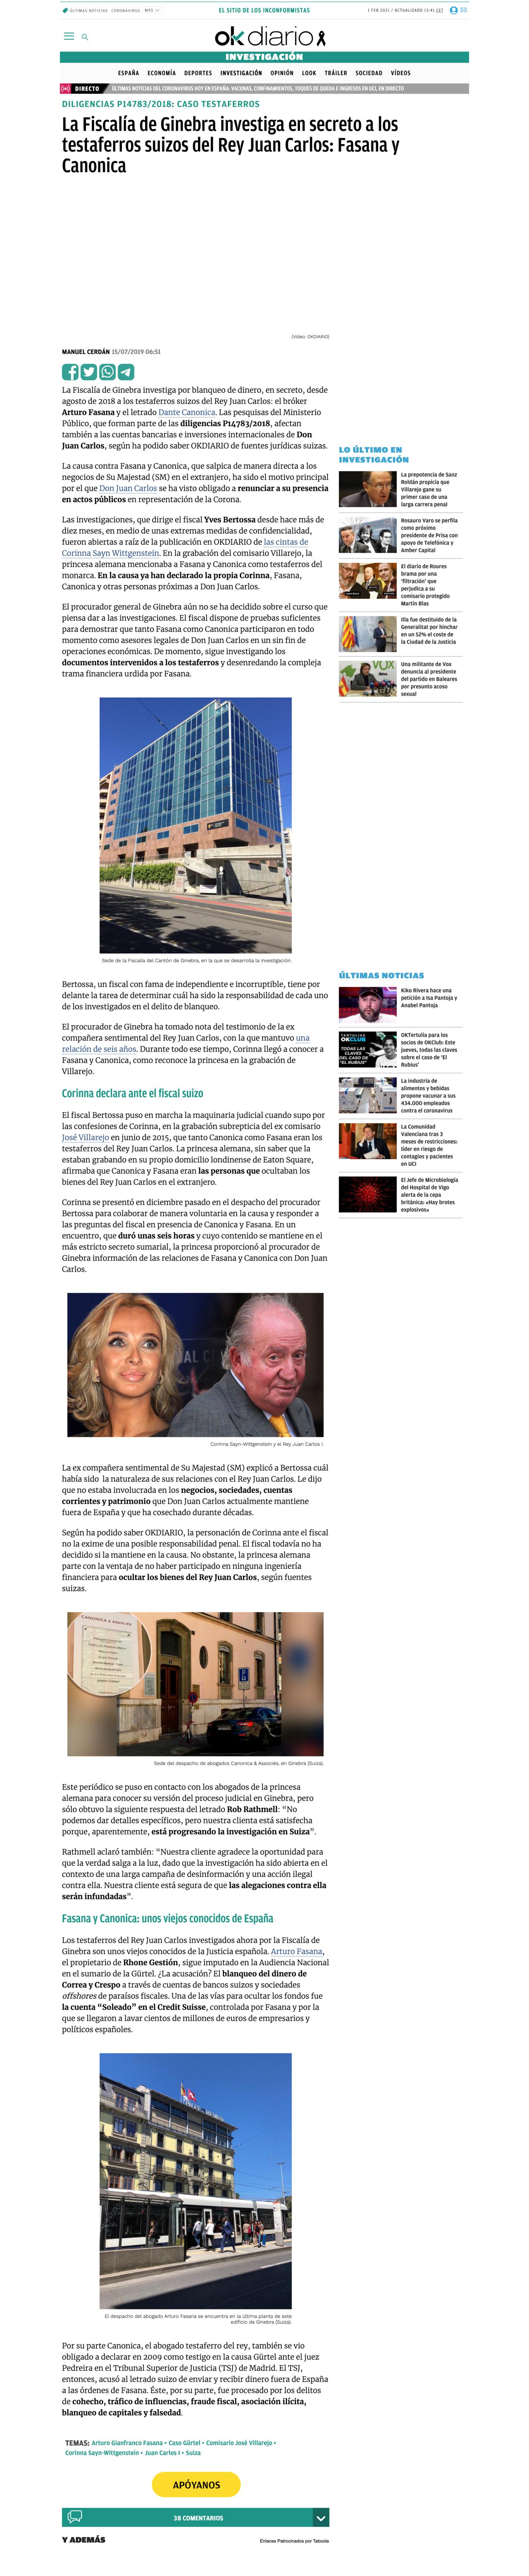 ÚLTIMAS NOTICIAS CORONAVIRUS MÁS
EL SITIO DE LOS INCONFORMISTAS
1 FEB 2021 / ACTUALIZADO 13:41 CET
okdiario
INVESTIGACIÓN
ESPAÑA ECONOMÍA DEPORTES INVESTIGACIÓN OPINIÓN LOOK TRÁILER SOCIEDAD VÍDEOS
DIRECTO ÚLTIMAS NOTICIAS DEL CORONAVIRUS HOY EN ESPAÑA: VACUNAS, CONFINAMIENTOS, TOQUES DE QUEDA E INGRESOS EN UCI, EN DIRECTO
DILIGENCIAS P14783/2018: CASO TESTAFERROS
La Fiscalía de Ginebra investiga en secreto a los
testaferros suizos del Rey Juan Carlos: Fasana y
Canonica
(Vídeo: OKDIARIO)
MANUEL CERDÁN 15/07/2019 06:51
La Fiscalía de Ginebra investiga por blanqueo de dinero, en secreto, desde
agosto de 2018 a los testaferros suizos del Rey Juan Carlos: el bróker
Arturo Fasana y el letrado Dante Canonica. Las pesquisas del Ministerio
Público, que forman parte de las diligencias P14783/2018, afectan
también a las cuentas bancarias e inversiones internacionales de Don
Juan Carlos, según ha podido saber OKDIARIO de fuentes jurídicas suizas.
La causa contra Fasana y Canonica, que salpica de manera directa a los
negocios de Su Majestad (SM) en el extranjero, ha sido el motivo principal
por el que Don Juan Carlos se ha visto obligado a renunciar a su presencia
en actos públicos en representación de la Corona.
Las investigaciones, que dirige el fiscal Yves Bertossa desde hace más de
diez meses, en medio de unas extremas medidas de confidencialidad,
fueron abiertas a raíz de la publicación en OKDIARIO de las cintas de
Corinna Sayn Wittgenstein. En la grabación del comisario Villarejo, la
princesa alemana mencionaba a Fasana y Canonica como testaferros del
monarca. En la causa ya han declarado la propia Corinna, Fasana,
Canonica y otras personas próximas a Don Juan Carlos.
El procurador general de Ginebra aún no se ha decidido sobre el curso que
piensa dar a las investigaciones. El fiscal dispone de pruebas suficientes
para demostrar que tanto Fasana como Canonica participaron en todo
momento como asesores legales de Don Juan Carlos en un sin fin de
operaciones económicas. De momento, sigue investigando los
documentos intervenidos a los testaferros y desenredando la compleja
trama financiera urdida por Fasana.
Sede de la Fiscalía del Cantón de Ginebra, en la que se desarrolla la investigación.
Bertossa, un fiscal con fama de independiente e incorruptible, tiene por
delante la tarea de determinar cuál ha sido la responsabilidad de cada uno
de los investigados en el delito de blanqueo.
El procurador de Ginebra ha tomado nota del testimonio de la ex
compañera sentimental del Rey Juan Carlos, con la que mantuvo una
relación de seis años. Durante todo ese tiempo, Corinna llegó a conocer a
Fasana y Canonica, como reconoce la princesa en la grabación de
Villarejo.
Corinna declara ante el fiscal suizo
El fiscal Bertossa puso en marcha la maquinaria judicial cuando supo por
las confesiones de Corinna, en la grabación subrepticia del ex comisario
José Villarejo en junio de 2015, que tanto Canonica como Fasana eran los
testaferros del Rey Juan Carlos. La princesa alemana, sin saber que la
estaban grabando en su propio domicilio londinense de Eaton Square,
afirmaba que Canonica y Fasana eran las personas que ocultaban los
bienes del Rey Juan Carlos en el extranjero.
Corinna se presentó en diciembre pasado en el despacho del procurador
Bertossa para colaborar de manera voluntaria en la causa y responder a
las preguntas del fiscal en presencia de Canonica y Fasana. En un
encuentro, que duró unas seis horas y cuyo contenido se mantiene en el
más estricto secreto sumarial, la princesa proporcionó al procurador de
Ginebra información de las relaciones de Fasana y Canonica con Don Juan
Carlos.
Corinna Sayn-Wittgenstein y el Rey Juan Carlos I.
La ex compañera sentimental de Su Majestad (SM) explicó a Bertossa cuál
había sido la naturaleza de sus relaciones con el Rey Juan Carlos. Le dijo
que no estaba involucrada en los negocios, sociedades, cuentas
corrientes y patrimonio que Don Juan Carlos actualmente mantiene
fuera de España y que ha cosechado durante décadas.
Según ha podido saber OKDIARIO, la personación de Corinna ante el fiscal
no la exime de una posible responsabilidad penal. El fiscal todavía no ha
decidido si la mantiene en la causa. No obstante, la princesa alemana
parte con la ventaja de no haber participado en ninguna ingeniería
financiera para ocultar los bienes del Rey Juan Carlos, según fuentes
suizas.
CANONICA & ASSOCIÉS
Sede del despacho de abogados Canonica & Associés, en Ginebra (Suiza).
Este periódico se puso en contacto con los abogados de la princesa
alemana para conocer su versión del proceso judicial en Ginebra, pero
sólo obtuvo la siguiente respuesta del letrado Rob Rathmell: “No
podemos dar detalles específicos, pero nuestra clienta está satisfecha
porque, aparentemente, está progresando la investigación en Suiza”.
Rathmell aclaró también: “Nuestra cliente agradece la oportunidad para
que la verdad salga a la luz, dado que la investigación ha sido abierta en el
contexto de una larga campaña de desinformación y una acción ilegal
contra ella. Nuestra cliente está segura de que las alegaciones contra ella
serán infundadas”.
Fasana y Canonica: unos viejos conocidos de España
Los testaferros del Rey Juan Carlos investigados ahora por la Fiscalía de
Ginebra son unos viejos conocidos de la Justicia española. Arturo Fasana,
el propietario de Rhone Gestión, sigue imputado en la Audiencia Nacional
en el sumario de la Gürtel. ¿La acusación? El blanqueo del dinero de
Correa y Crespo a través de cuentas de bancos suizos y sociedades
offshores de paraísos fiscales. Una de las vías para ocultar los fondos fue
la cuenta “Soleado” en el Credit Suisse, controlada por Fasana y por la
que se llegaron a lavar cientos de millones de euros de empresarios y
políticos españoles.
El despacho del abogado Arturo Fasana se encuentra en la última planta de este
edificio de Ginebra (Suiza).
Por su parte Canonica, el abogado testaferro del rey, también se vio
obligado a declarar en 2009 como testigo en la causa Gürtel ante el juez
Pedreira en el Tribunal Superior de Justicia (TSJ) de Madrid. El TSJ,
entonces, acusó al letrado suizo de enviar y recibir dinero fuera de España
a las órdenes de Francisco Correa. Éste, por su parte, fue procesado por los delitos
de cohecho, tráfico de influencias, fraude fiscal, asociación ilícita,
blanqueo de capitales y falsedad.
TEMAS: Arturo Gianfranco Fasana • Caso Gürtel • Comisario José Villarejo •
Corinna Sayn-Wittgenstein • Juan Carlos I • Suiza
APÓYANOS
38 COMENTARIOS
Y ADEMÁS
Enlaces Patrocinados por Taboola
LO ÚLTIMO EN
INVESTIGACIÓN
La prepotencia de Sanz
Roldán propicia que
Villarejo gane su
primer caso de una
larga carrera penal
Rosauro Varo se perfila
como próximo
presidente de Prisa con
apoyo de Telefónica y
Amber Capital
El diario de Roures
brama por una
‘filtración’ que
perjudica a su
comisario protegido
Martín Blas
Illa fue destituido de la
Generalitat por hinchar
en un 52% el coste de
la Ciudad de la Justicia
VOX
Una militante de Vox
denuncia al presidente
del partido en Baleares
por presunto acoso
sexual
ÚLTIMAS NOTICIAS
Kiko Rivera hace una
petición a Isa Pantoja y
Anabel Pantoja
TERTULIAS
OKCLUB
TODAS LAS
CLAVES
DEL CASO DE
"EL RUBIUS"
OKTertulia para los
socios de OKClub: Este
jueves, todas las claves
sobre el caso de ‘El
Rubius’
La industria de
alimentos y bebidas
propone vacunar a sus
434.000 empleados
contra el coronavirus
La Comunidad
Valenciana tras 3
meses de restricciones:
líder en riesgo de
contagios y pacientes
en UCI
El Jefe de Microbiología
del Hospital de Vigo
alerta de la cepa
británica: «Hay brotes
explosivos»